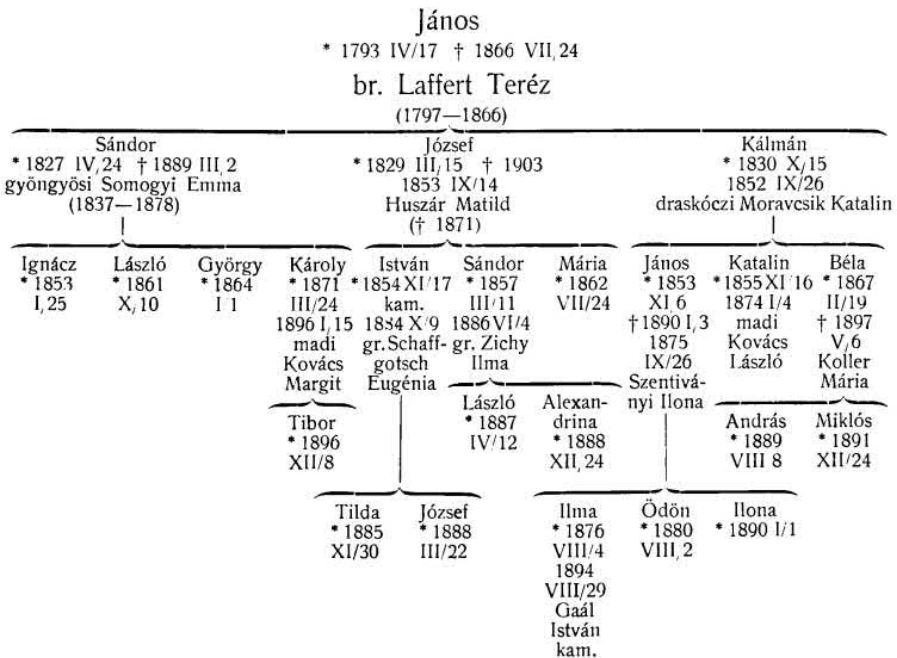 János
* 1793 IV/17 † 1866 VII,24
br. Laffert Teréz
(1797—1866)
Sándor
* 1827 IV,24 † 1889 III,2
gyöngyösi Somogyi Emma
(1837—1878)
József
* 1829 III,15 † 1903
1853 IX/14
Huszár Matild
(† 1871)
Kálmán
* 1830 X/15
1852 IX/26
draskóczi Moravcsik Katalin
Ignácz
* 1853
I,25
László
* 1861
X,10
György
* 1864
I 1
Károly
* 1871
III/24
1896 I,15
madi
Kovács
Margit
István
* 1854 XI/17
kam.
1884 X/9
gr. Schaff-
gotsch
Eugénia
Sándor
* 1857
III/11
1886 VI/4
gr. Zichy
Ilma
Mária
* 1862
VII/24
János
* 1853
XI 6
† 1890 I,3
1875
IX/26
Szentivá-
nyi Ilona
Katalin
* 1855 XI/16
1874 I/4
madi
Kovács
László
Béla
* 1867
II/19
† 1897
V,6
Koller
Mária
Tibor
* 1896
XII/8
László
* 1887
IV/12
Alexan-
drina
* 1888
XII,24
András
* 1889
VIII 8
Miklós
* 1891
XII/24
Tilda
* 1885
XI/30
József
* 1888
III/22
Ilma
* 1876
VIII/4
1894
VIII/29
Gaál
István
kam.
Ödön
* 1880
VIII,2
Ilona
* 1890 I/1